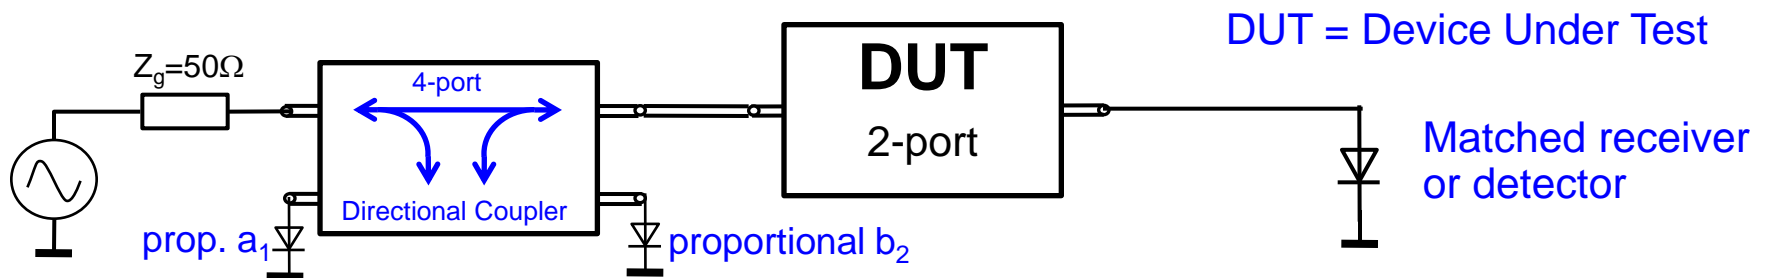 DUT = Device Under Test
Z_g=50Ω
4-port
DUT
2-port
Directional Coupler
Matched receiver
or detector
prop. a₁
proportional b₂